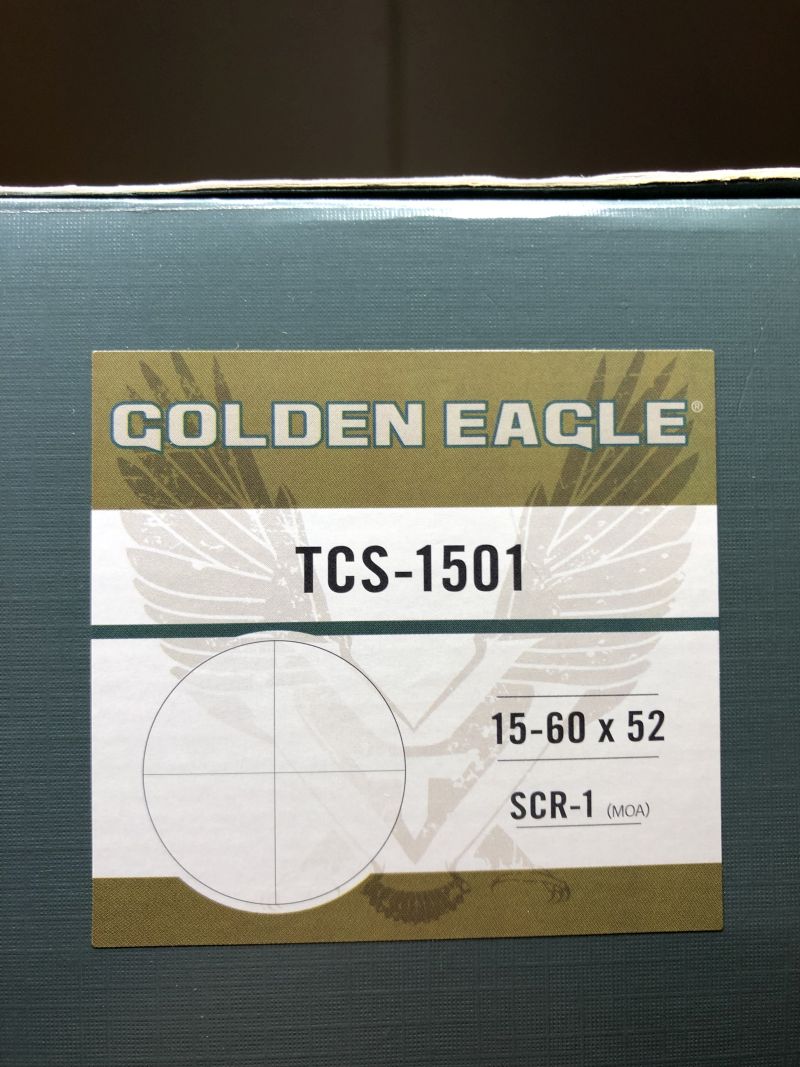 GOLDEN EAGLE®
TCS-1501
15-60 x 52
SCR-1 (MOA)